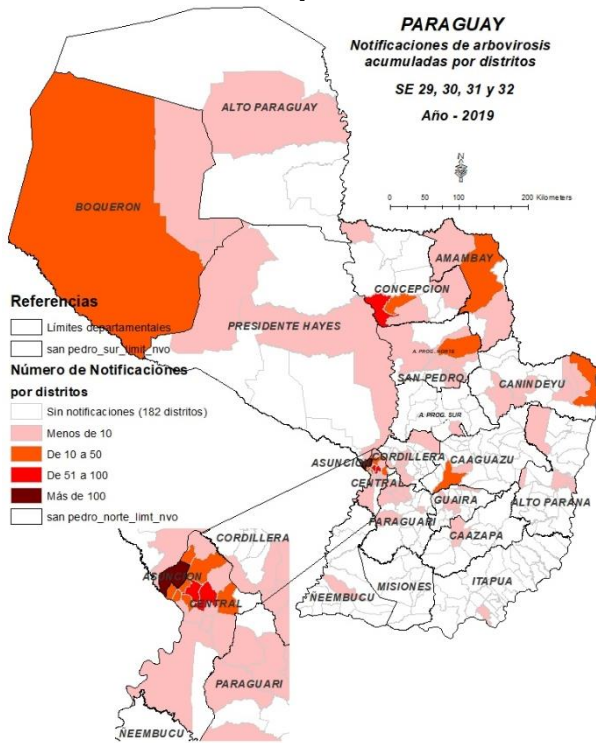 PARAGUAY
Notificaciones de arbovirosis
acumuladas por distritos
SE 29, 30, 31 y 32
Año - 2019
N
0 50 100 200 Kilometers
ALTO PARAGUAY
BOQUERON
AMAMBAY
CONCEPCION
PRESIDENTE HAYES
A. PROG. NORTE
SAN PEDRO
CANINDEYU
A. PROG. SUR
ASUNCION
CORDILLERA
CENTRAL
CAAGUAZU
GUAIRA
ALTO PARANA
PARAGUARI
CAAZAPA
ÑEEMBUCU
MISIONES
ITAPUA
Referencias
Límites departamentales
san pedro_sur_limit_nvo
Número de Notificaciones
por distritos
Sin notificaciones (182 distritos)
Menos de 10
De 10 a 50
De 51 a 100
Más de 100
san pedro_norte_limt_nvo
CORDILLERA
ASUNCION
CENTRAL
PARAGUARI
ÑEEMBUCU